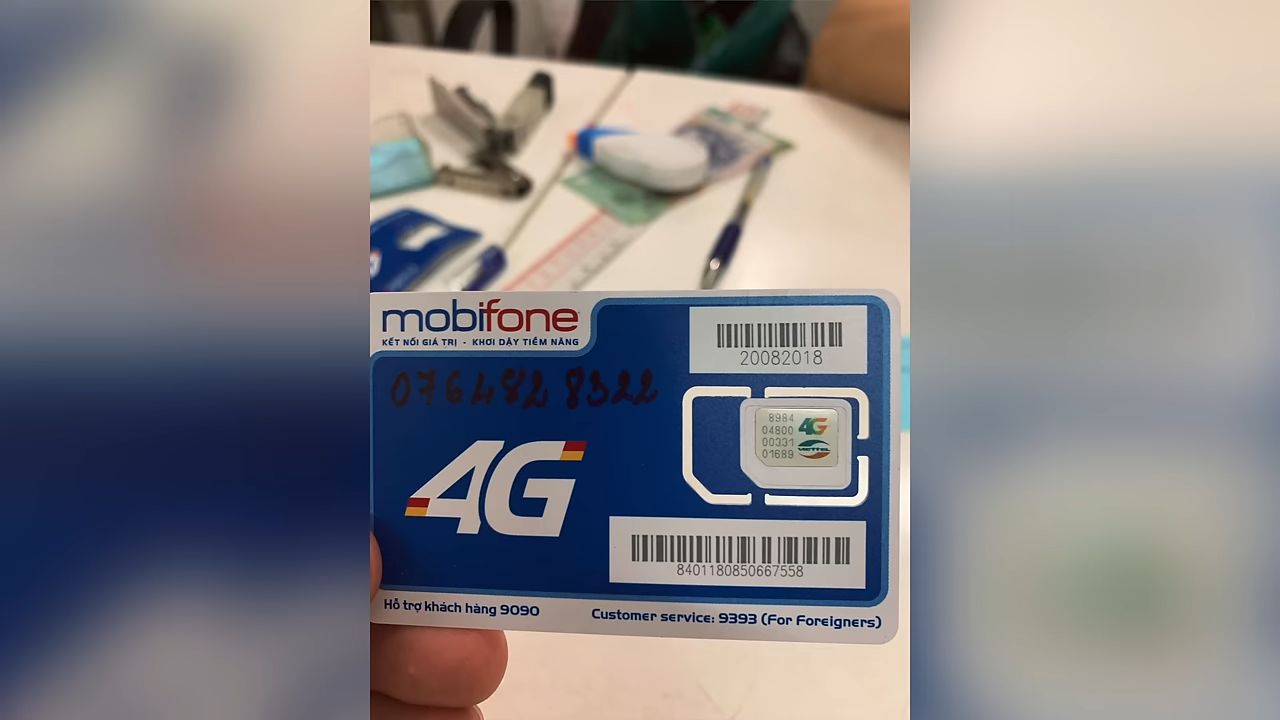 mobifone
KẾT NỐI GIÁ TRỊ - KHƠI DẬY TIỀM NĂNG
20082018
0764828322
8984
04800
00331
01689
4G
VIETTEL
4G
8401180850667558
Hỗ trợ khách hàng 9090
Customer service: 9393 (For Foreigners)